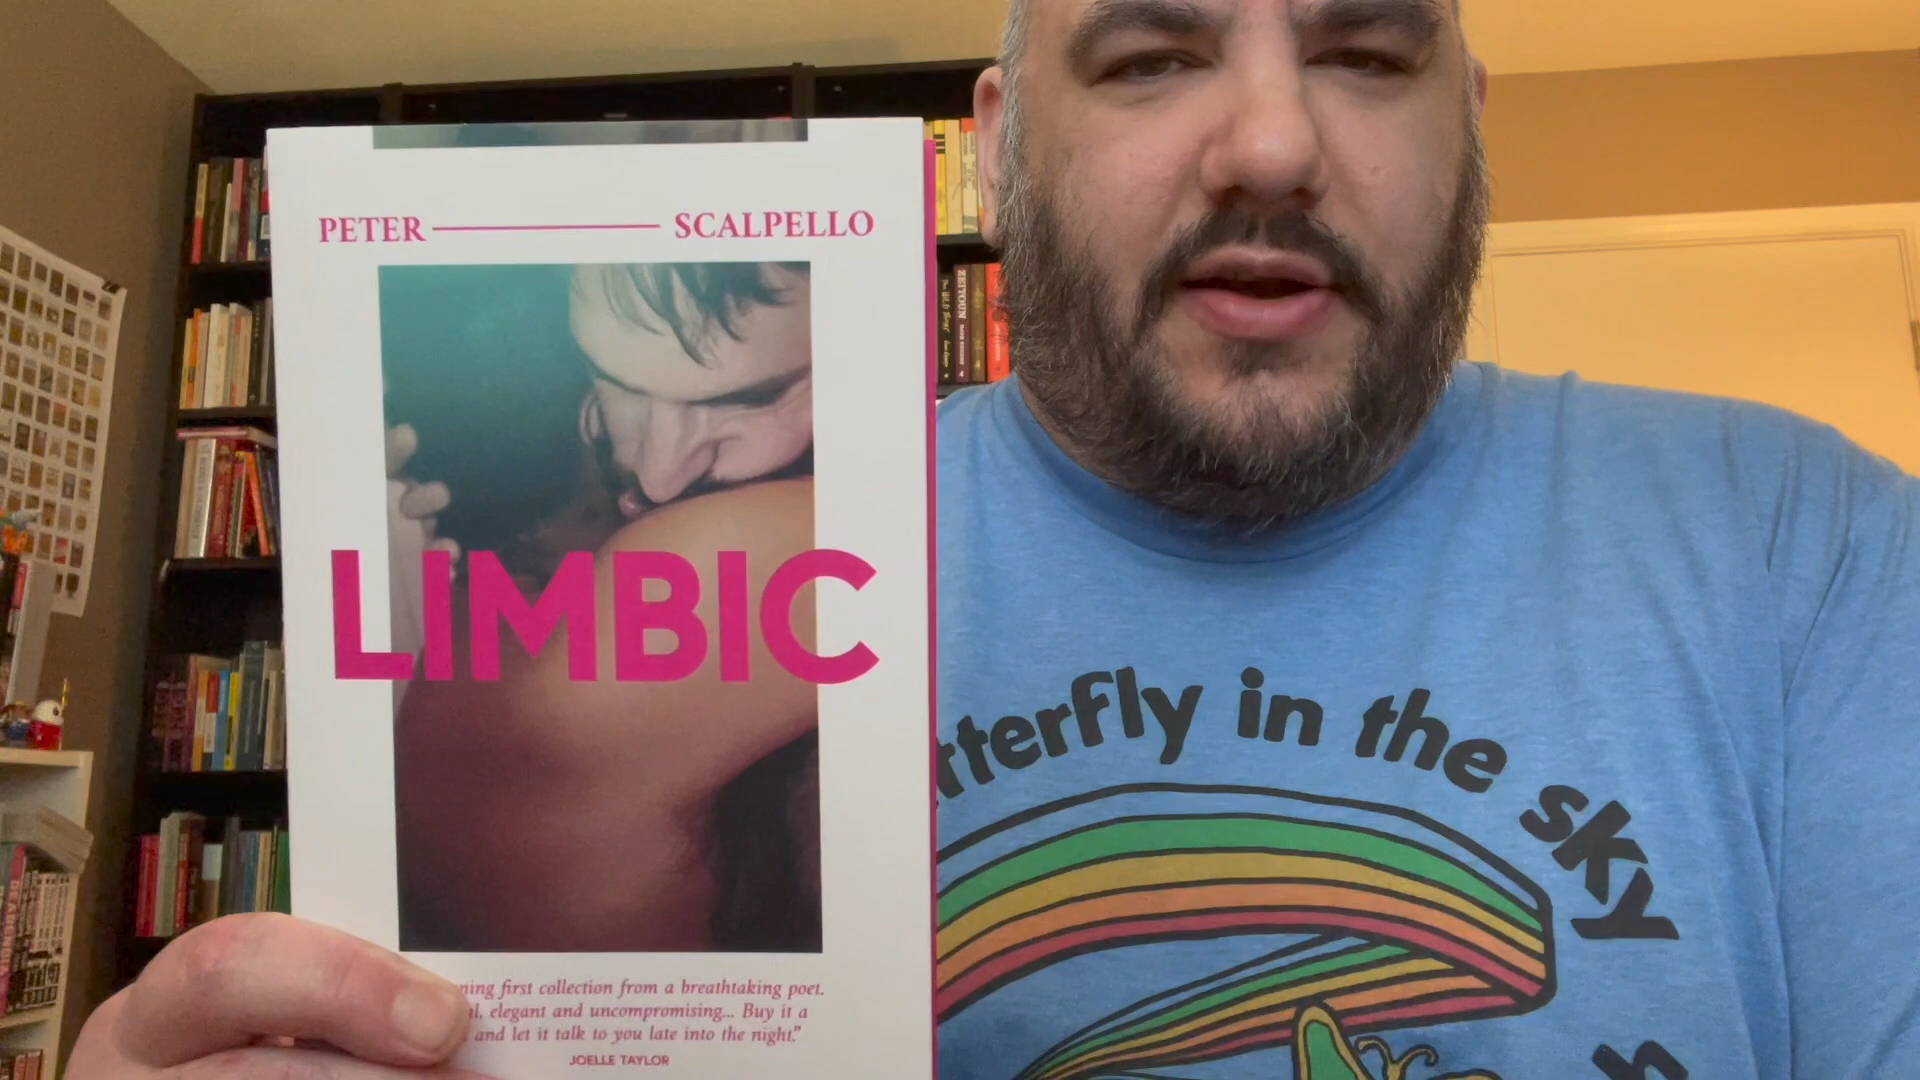 PETER SCALPELLO
LIMBIC
first collection from a breathtaking poet.
elegant and uncompromising... Buy it a
and let it talk to you late into the night."
JOELLE TAYLOR
in the sky
ZEITOUN